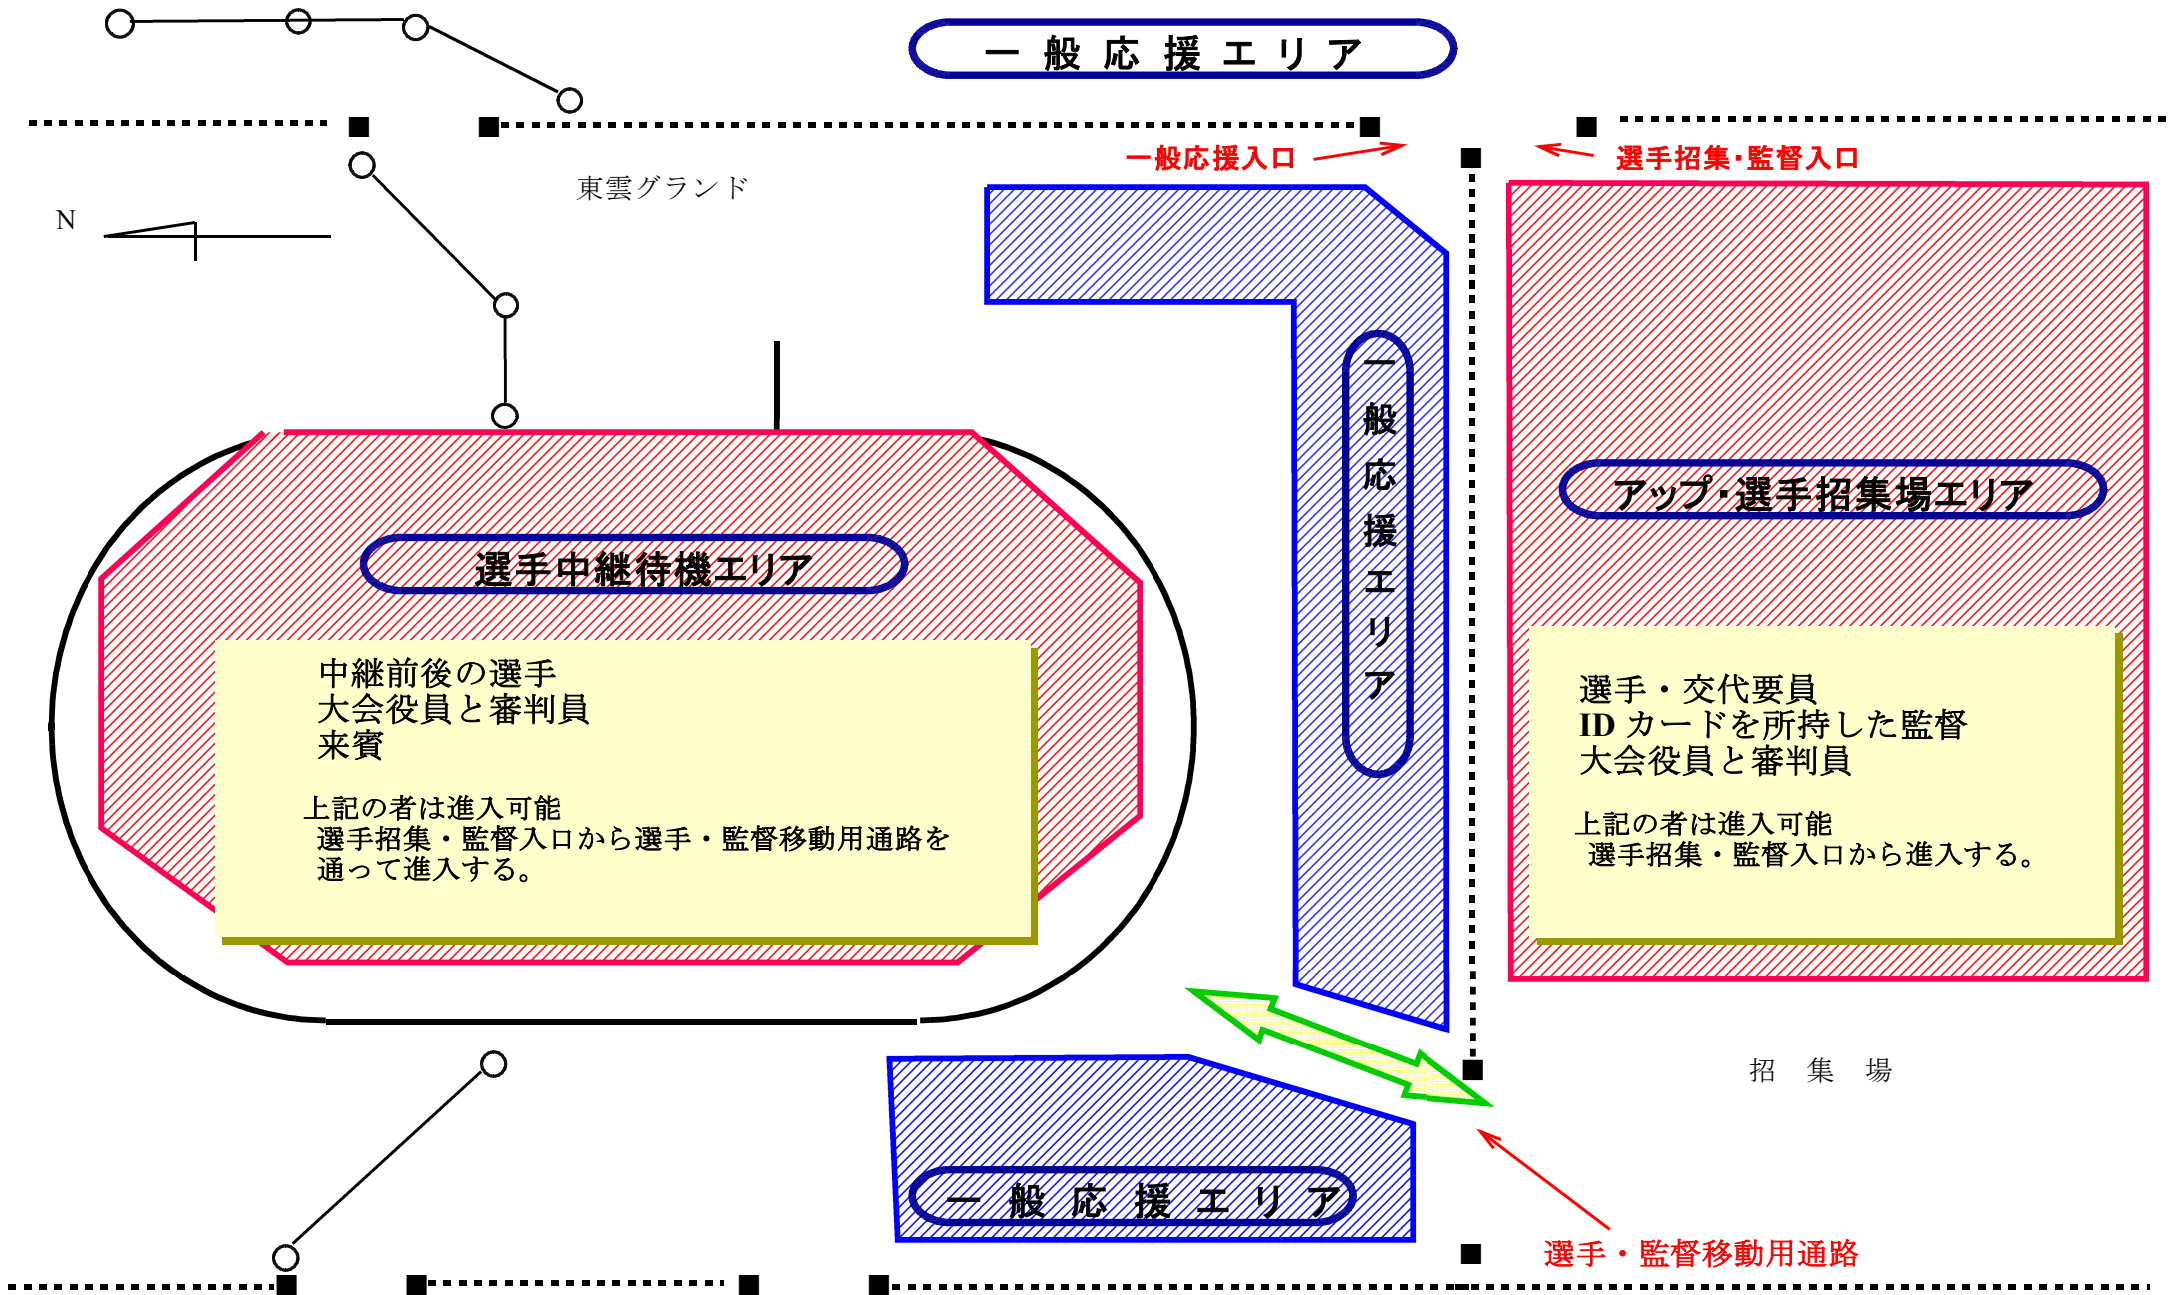 一般応援エリア
一般応援入口
選手招集・監督入口
東雲グランド
N
一般応援エリア
アップ・選手招集場エリア
選手中継待機エリア
中継前後の選手
大会役員と審判員
来賓
上記の者は進入可能
選手招集・監督入口から選手・監督移動用通路を
通って進入する。
選手・交代要員
ID カードを所持した監督
大会役員と審判員
上記の者は進入可能
選手招集・監督入口から進入する。
招 集 場
一般応援エリア
選手・監督移動用通路